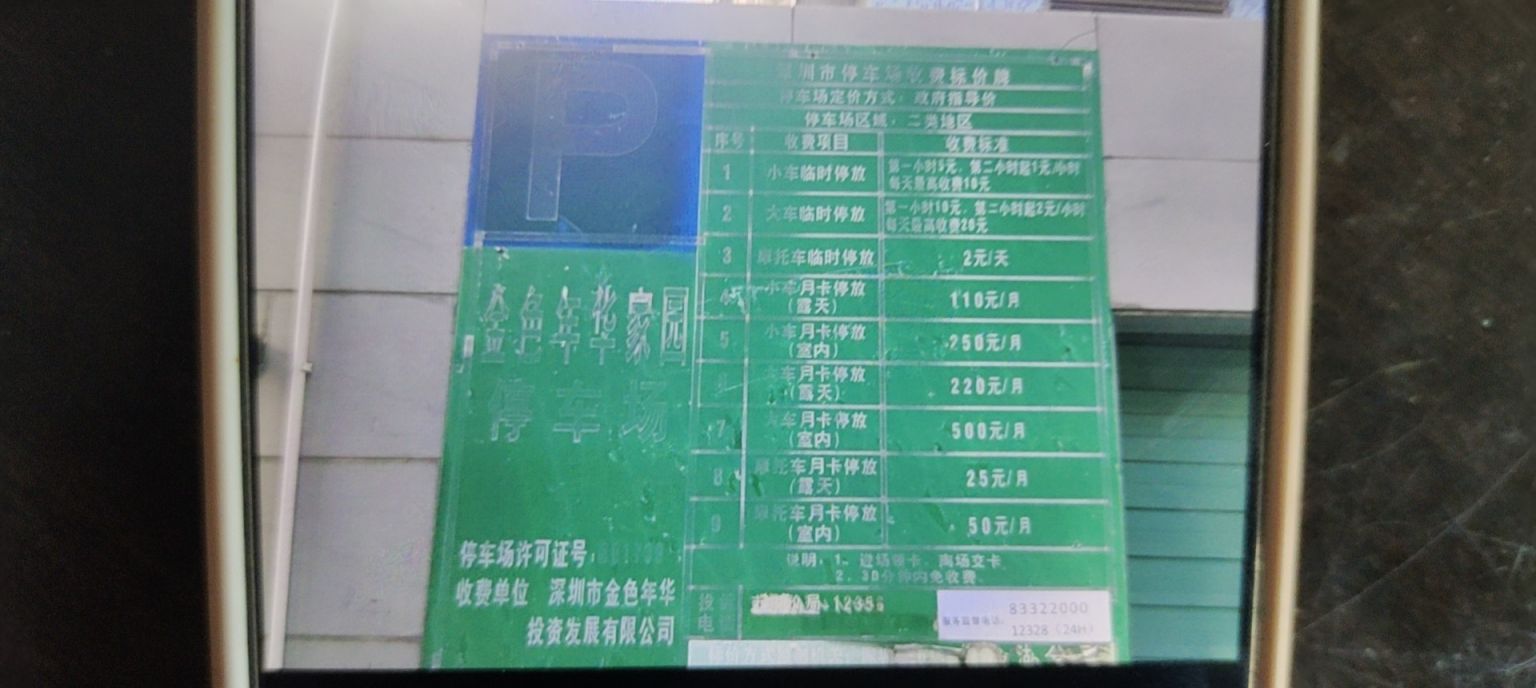 P
金色年华家园
停车场
停车场许可证号：
收费单位 深圳市金色年华
投资发展有限公司
深圳市停车场收费标价牌
停车场定价方式：政府指导价
停车场区域：二类地区
序号 收费项目 收费标准
1 小车临时停放 第一小时5元，第二小时起1元/小时
每天最高收费10元
2 大车临时停放 第一小时10元，第二小时起2元/小时
每天最高收费20元
3 摩托车临时停放 2元/天
4 小车月卡停放
（露天） 110元/月
5 小车月卡停放
（室内） 250元/月
大车月卡停放
（露天） 220元/月
7 大车月卡停放
（室内） 500元/月
8 摩托车月卡停放
（露天） 25元/月
9 摩托车月卡停放
（室内） 50元/月
说明：1、进场领卡、离场交卡
2、30分钟内免收费
投诉
电话
局：12358
83322000
服务监督电话：
12328（24H）